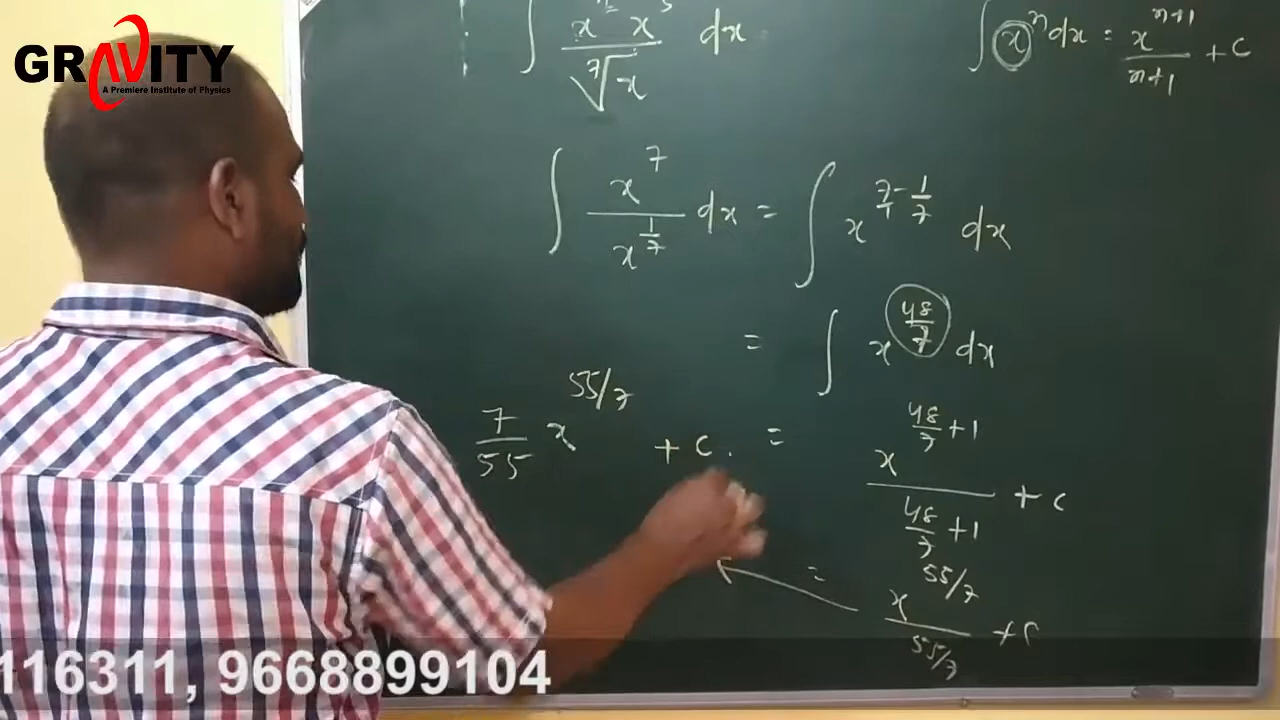 GRAVITY
A Premiere Institute of Physics
∫ x x⁵ / ⁷√x dx
∫ xⁿ dx = xⁿ⁺¹ / n+1 + c
∫ x⁷ / x^(1/7) dx = ∫ x^(7/1 - 1/7) dx
= ∫ x^(48/7) dx
= x^(48/7 + 1) / (48/7 + 1) + c
= x^(55/7) / (55/7) + c
7/55 x^(55/7) + c.
116311, 9668899104